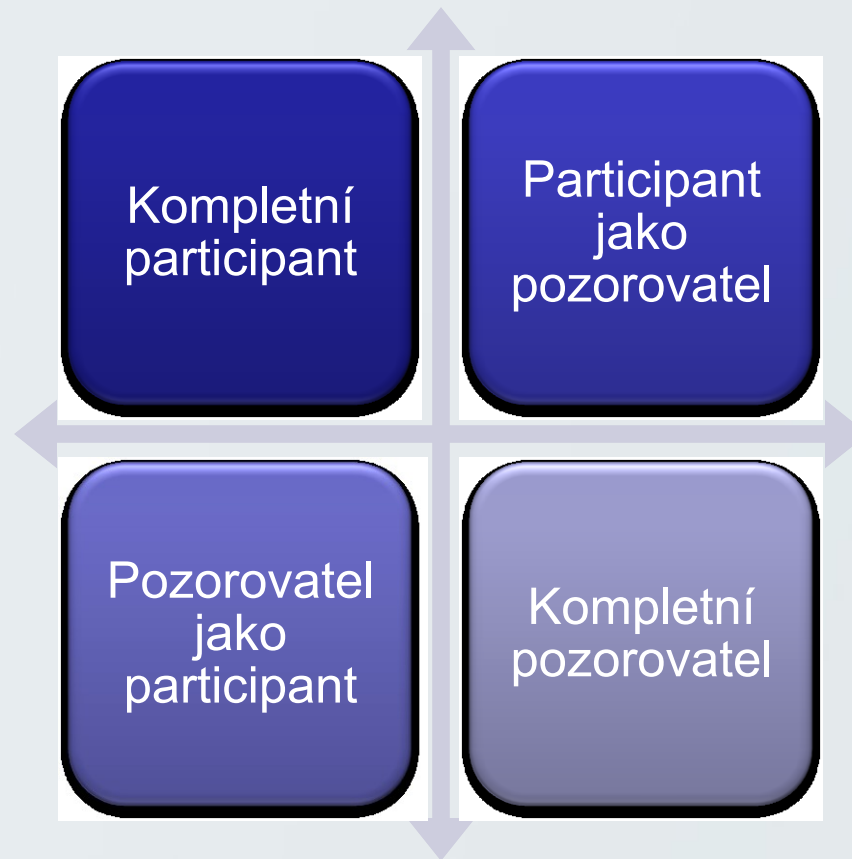 Kompletní
participant
Participant
jako
pozorovatel
Pozorovatel
jako
participant
Kompletní
pozorovatel